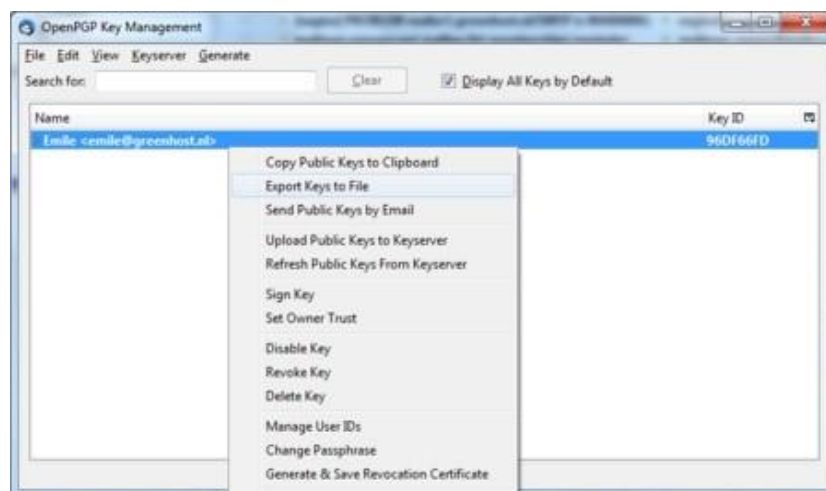 OpenPGP Key Management
File Edit View Keyserver Generate
Search for: Clear Display All Keys by Default
Name Key ID
Emile <emile@greenhost.nl> 96DF66FD
Copy Public Keys to Clipboard
Export Keys to File
Send Public Keys by Email
Upload Public Keys to Keyserver
Refresh Public Keys From Keyserver
Sign Key
Set Owner Trust
Disable Key
Revoke Key
Delete Key
Manage User IDs
Change Passphrase
Generate & Save Revocation Certificate